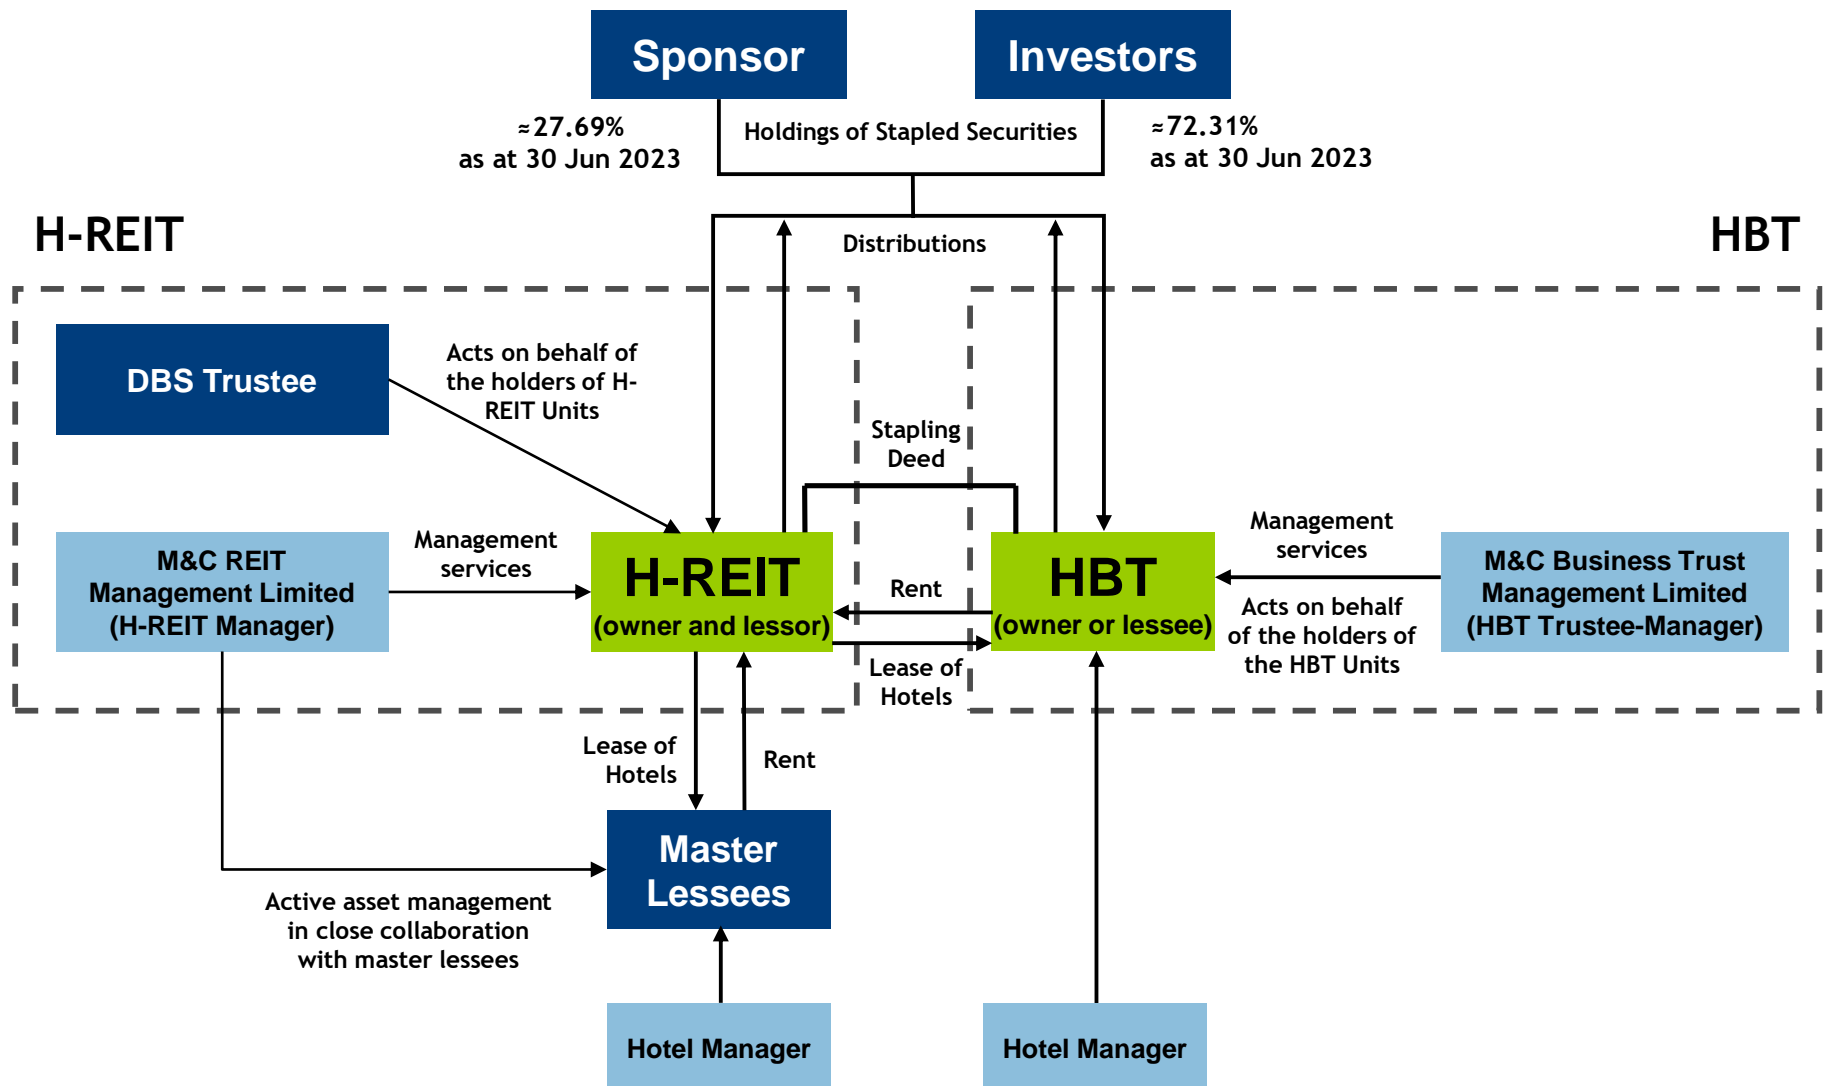 Sponsor
Investors
≈27.69%
as at 30 Jun 2023
Holdings of Stapled Securities
≈72.31%
as at 30 Jun 2023
H-REIT
Distributions
HBT
DBS Trustee
Acts on behalf of
the holders of H-
REIT Units
Stapling
Deed
M&C REIT
Management Limited
(H-REIT Manager)
Management
services
H-REIT
(owner and lessor)
Rent
Lease of
Hotels
HBT
(owner or lessee)
Management
services
Acts on behalf
of the holders of
the HBT Units
M&C Business Trust
Management Limited
(HBT Trustee-Manager)
Lease of
Hotels
Rent
Master
Lessees
Active asset management
in close collaboration
with master lessees
Hotel Manager
Hotel Manager